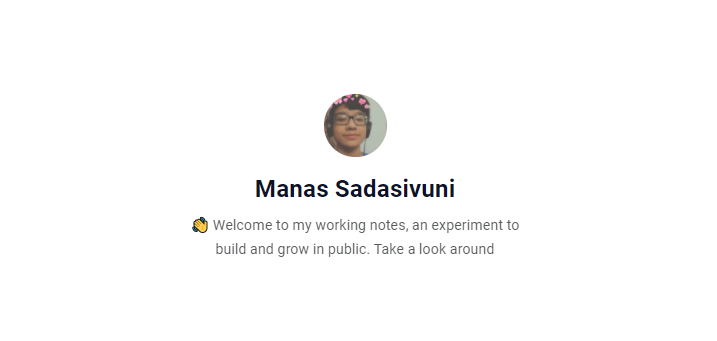 Manas Sadasivuni
👋 Welcome to my working notes, an experiment to
build and grow in public. Take a look around